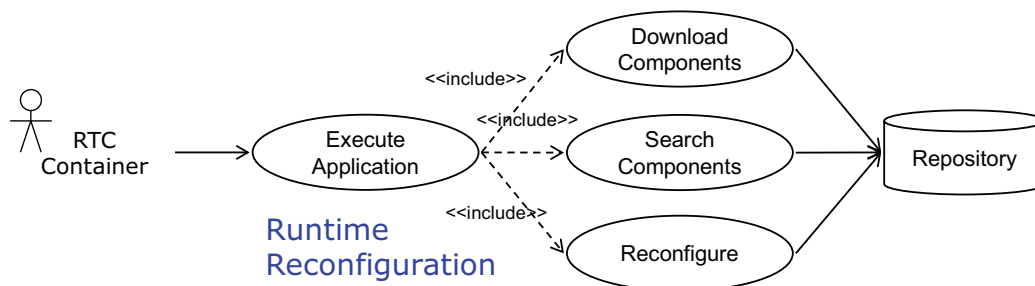 Download
Components
<<include>>
RTC
Container
Execute
Application
<<include>>
Search
Components
Repository
<<include>>
Runtime
Reconfiguration
Reconfigure